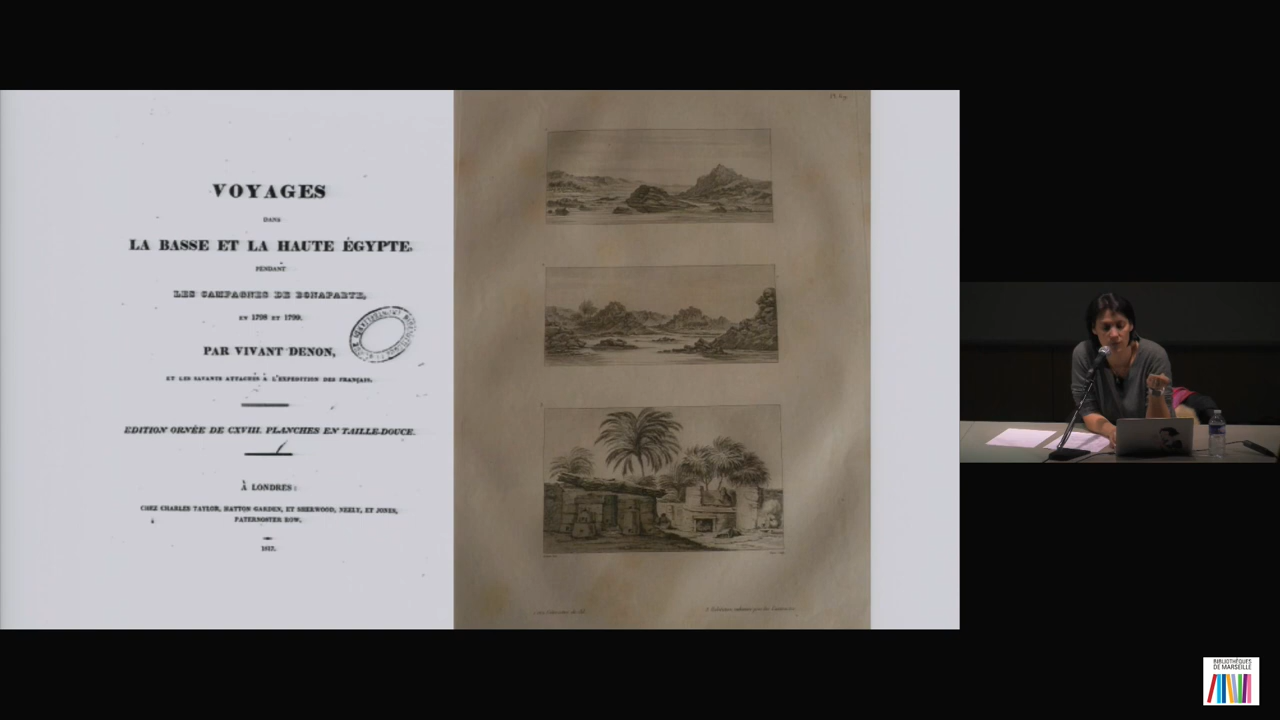 VOYAGES
DANS
LA BASSE ET LA HAUTE ÉGYPTE,
PENDANT
LES CAMPAGNES DE BONAPARTE,
EN 1798 ET 1799.
PAR VIVANT DENON,
ET LES SAVANTS ATTACHÉS À L'EXPÉDITION DES FRANÇAIS.
EDITION ORNÉE DE CXVIII. PLANCHES EN TAILLE-DOUCE.
À LONDRES:
CHEZ CHARLES TAYLOR, HATTON GARDEN, ET SHERWOOD, NEELY, ET JONES,
PATERNOSTER ROW,
BIBLIOTHÈQUES
DE MARSEILLE